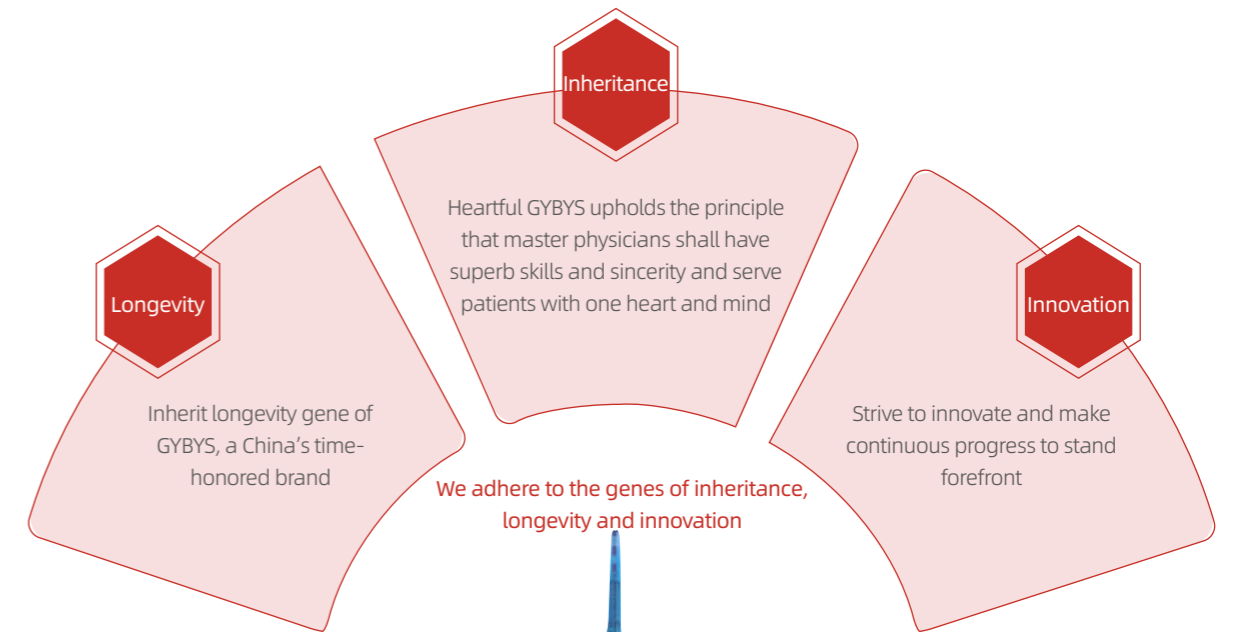 Inheritance
Heartful GYBYS upholds the principle
that master physicians shall have
superb skills and sincerity and serve
patients with one heart and mind
Longevity
Inherit longevity gene of
GYBYS, a China’s time-
honored brand
Innovation
Strive to innovate and make
continuous progress to stand
forefront
We adhere to the genes of inheritance,
longevity and innovation